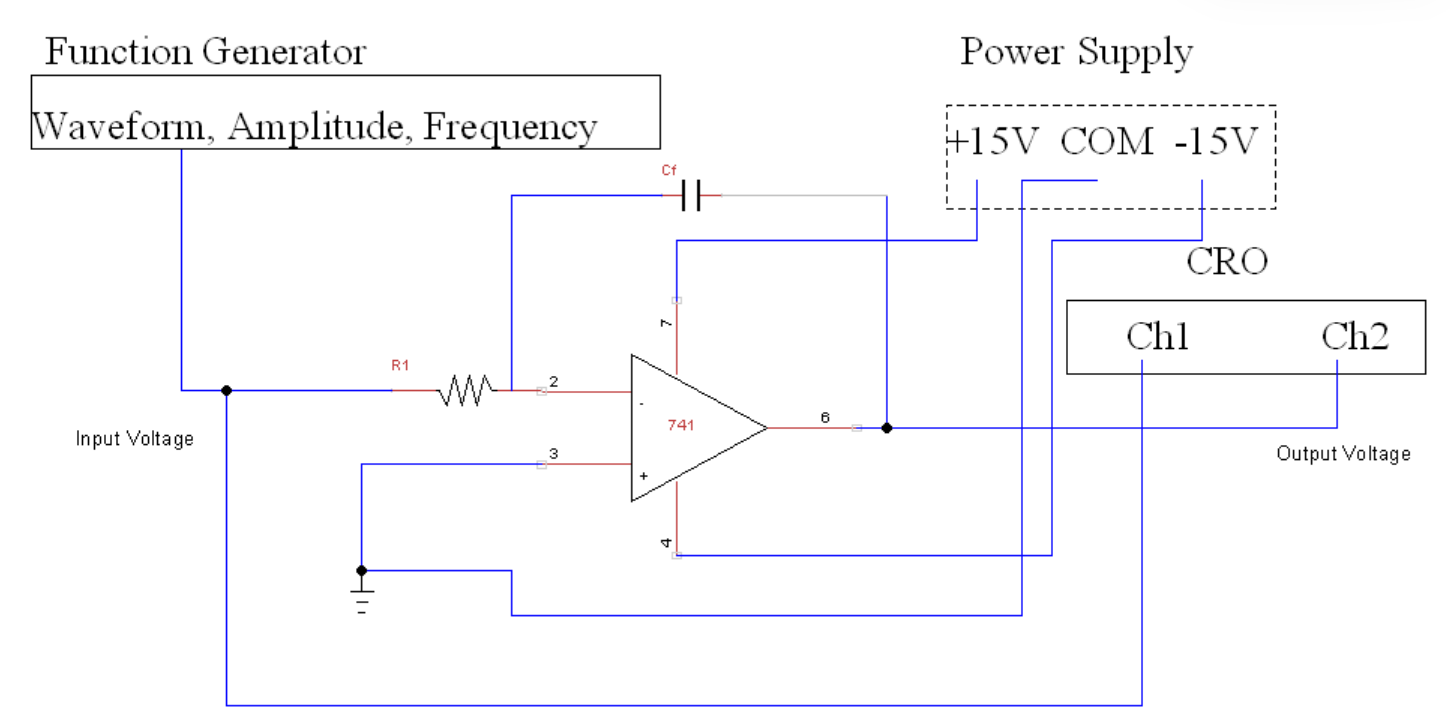 Function Generator
Power Supply
Waveform, Amplitude, Frequency
+15V COM -15V
Cf
CRO
7
Ch1
Ch2
R1
2
-
741
6
Input Voltage
3
+
Output Voltage
4